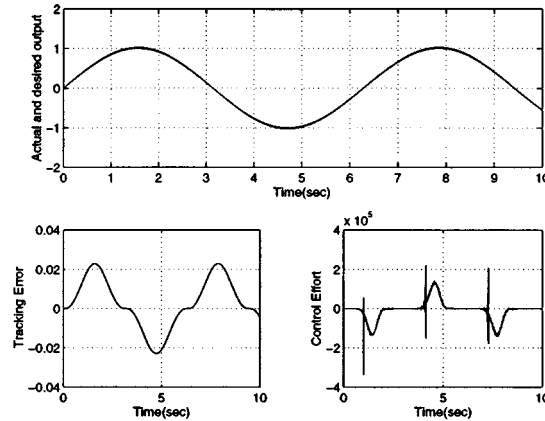 Actual and desired output
2
1
0
-1
-2
0 1 2 3 4 5 6 7 8 9 10
Time(sec)
Tracking Error
0.04
0.02
0
-0.02
-0.04
0 5 10
Time(sec)
x 10^5
Control Effort
4
2
0
-2
-4
0 5 10
Time(sec)